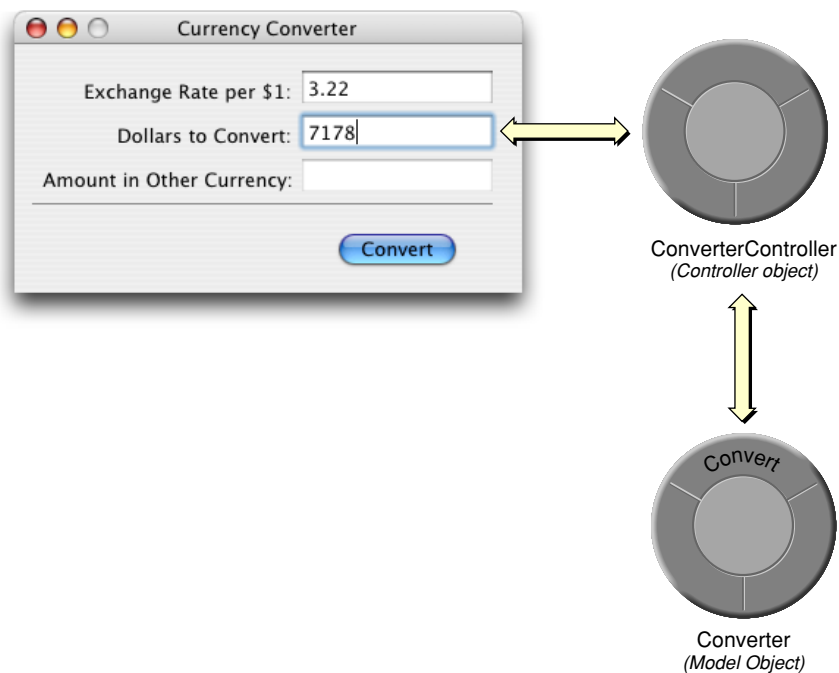 Currency Converter
Exchange Rate per $1: 3.22
Dollars to Convert: 7178
Amount in Other Currency:
Convert
ConverterController
(Controller object)
Convert
Converter
(Model Object)